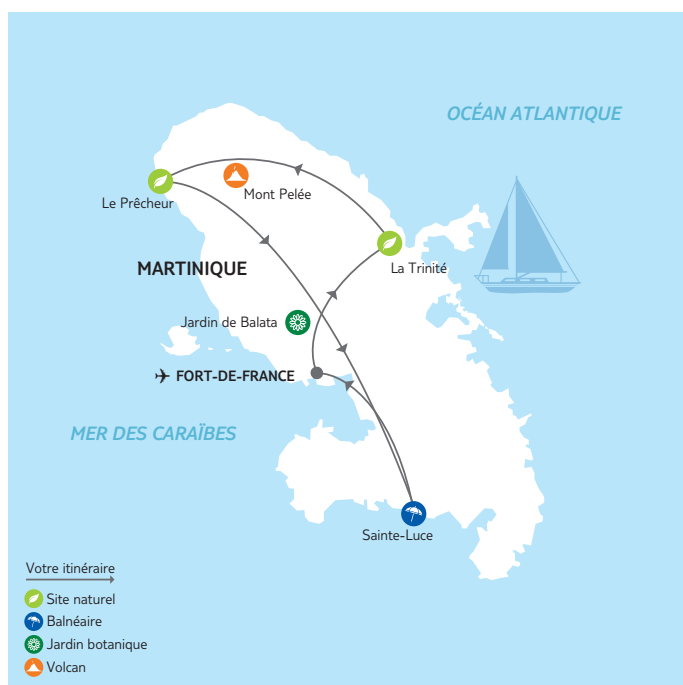 OCÉAN ATLANTIQUE
Mont Pelée
Le Prêcheur
MARTINIQUE
La Trinité
Jardin de Balata
FORT-DE-FRANCE
MER DES CARAÏBES
Sainte-Luce
Votre itinéraire
Site naturel
Balnéaire
Jardin botanique
Volcan